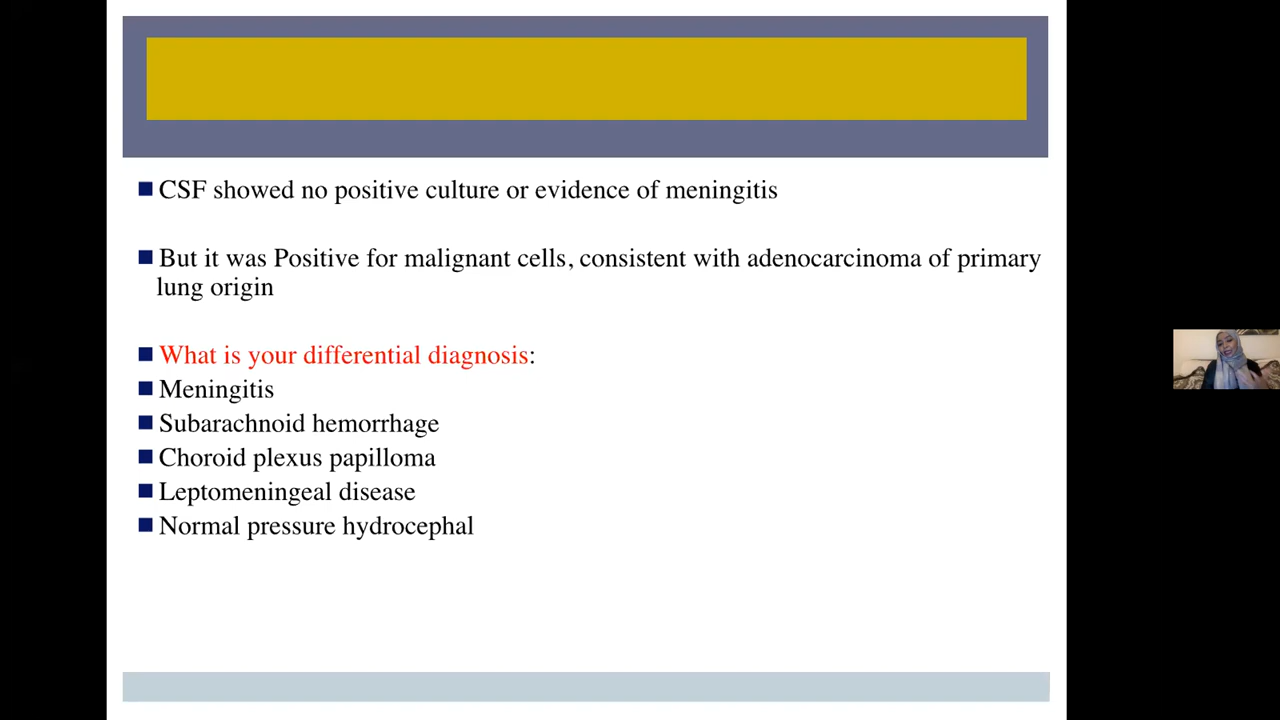 CSF showed no positive culture or evidence of meningitis
But it was Positive for malignant cells, consistent with adenocarcinoma of primary
lung origin
What is your differential diagnosis:
Meningitis
Subarachnoid hemorrhage
Choroid plexus papilloma
Leptomeningeal disease
Normal pressure hydrocephal